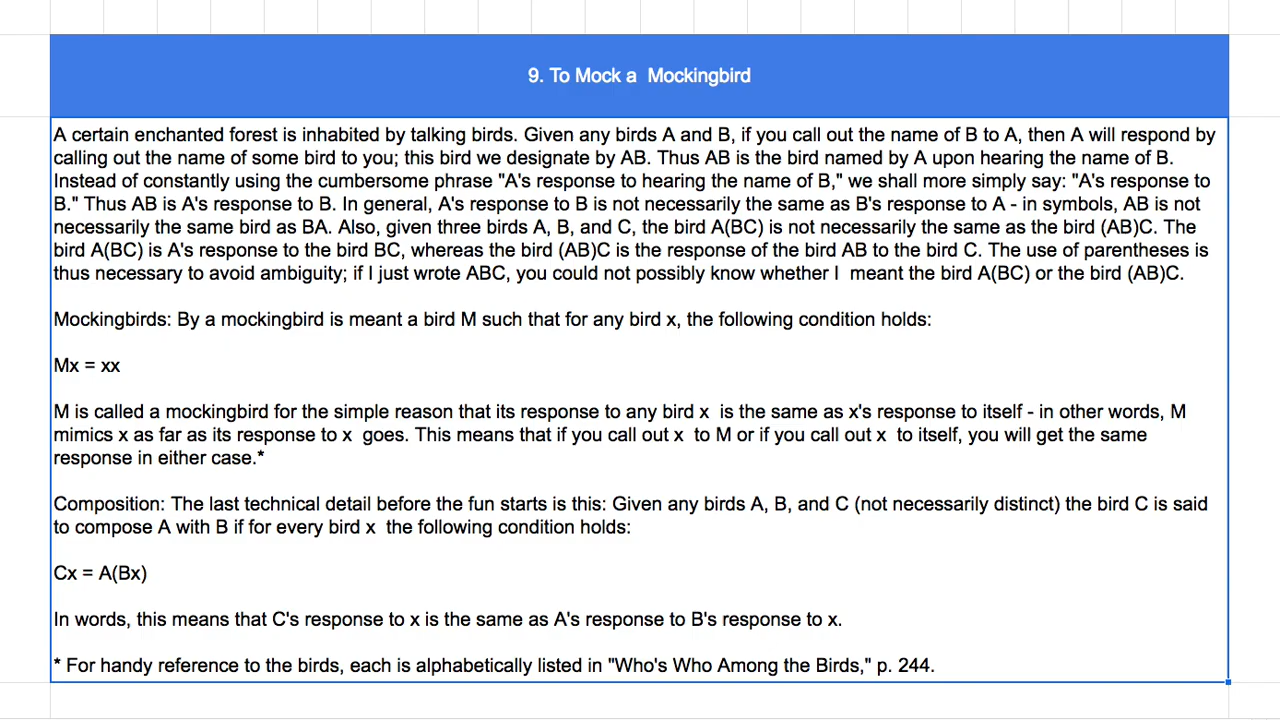 9. To Mock a  Mockingbird
A certain enchanted forest is inhabited by talking birds. Given any birds A and B, if you call out the name of B to A, then A will respond by
calling out the name of some bird to you; this bird we designate by AB. Thus AB is the bird named by A upon hearing the name of B.
Instead of constantly using the cumbersome phrase "A's response to hearing the name of B," we shall more simply say: "A's response to
B." Thus AB is A's response to B. In general, A's response to B is not necessarily the same as B's response to A - in symbols, AB is not
necessarily the same bird as BA. Also, given three birds A, B, and C, the bird A(BC) is not necessarily the same as the bird (AB)C. The
bird A(BC) is A's response to the bird BC, whereas the bird (AB)C is the response of the bird AB to the bird C. The use of parentheses is
thus necessary to avoid ambiguity; if I just wrote ABC, you could not possibly know whether I  meant the bird A(BC) or the bird (AB)C.
Mockingbirds: By a mockingbird is meant a bird M such that for any bird x, the following condition holds:
Mx = xx
M is called a mockingbird for the simple reason that its response to any bird x  is the same as x's response to itself - in other words, M
mimics x as far as its response to x  goes. This means that if you call out x  to M or if you call out x  to itself, you will get the same
response in either case.*
Composition: The last technical detail before the fun starts is this: Given any birds A, B, and C (not necessarily distinct) the bird C is said
to compose A with B if for every bird x  the following condition holds:
Cx = A(Bx)
In words, this means that C's response to x is the same as A's response to B's response to x.
* For handy reference to the birds, each is alphabetically listed in "Who's Who Among the Birds," p. 244.